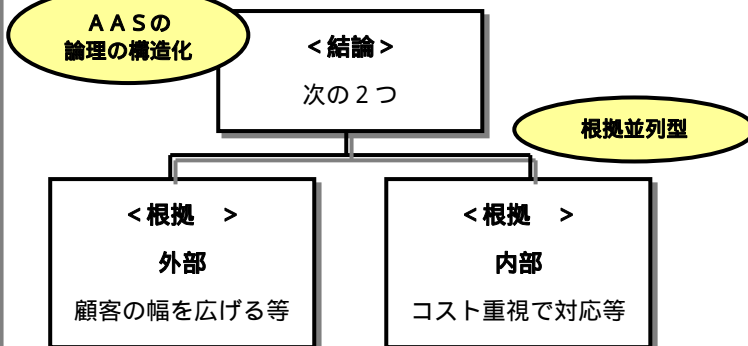 ＡＡＳの
論理の構造化
＜結論＞
次の２つ
根拠並列型
＜根拠　＞
外部
顧客の幅を広げる等
＜根拠　＞
内部
コスト重視で対応等